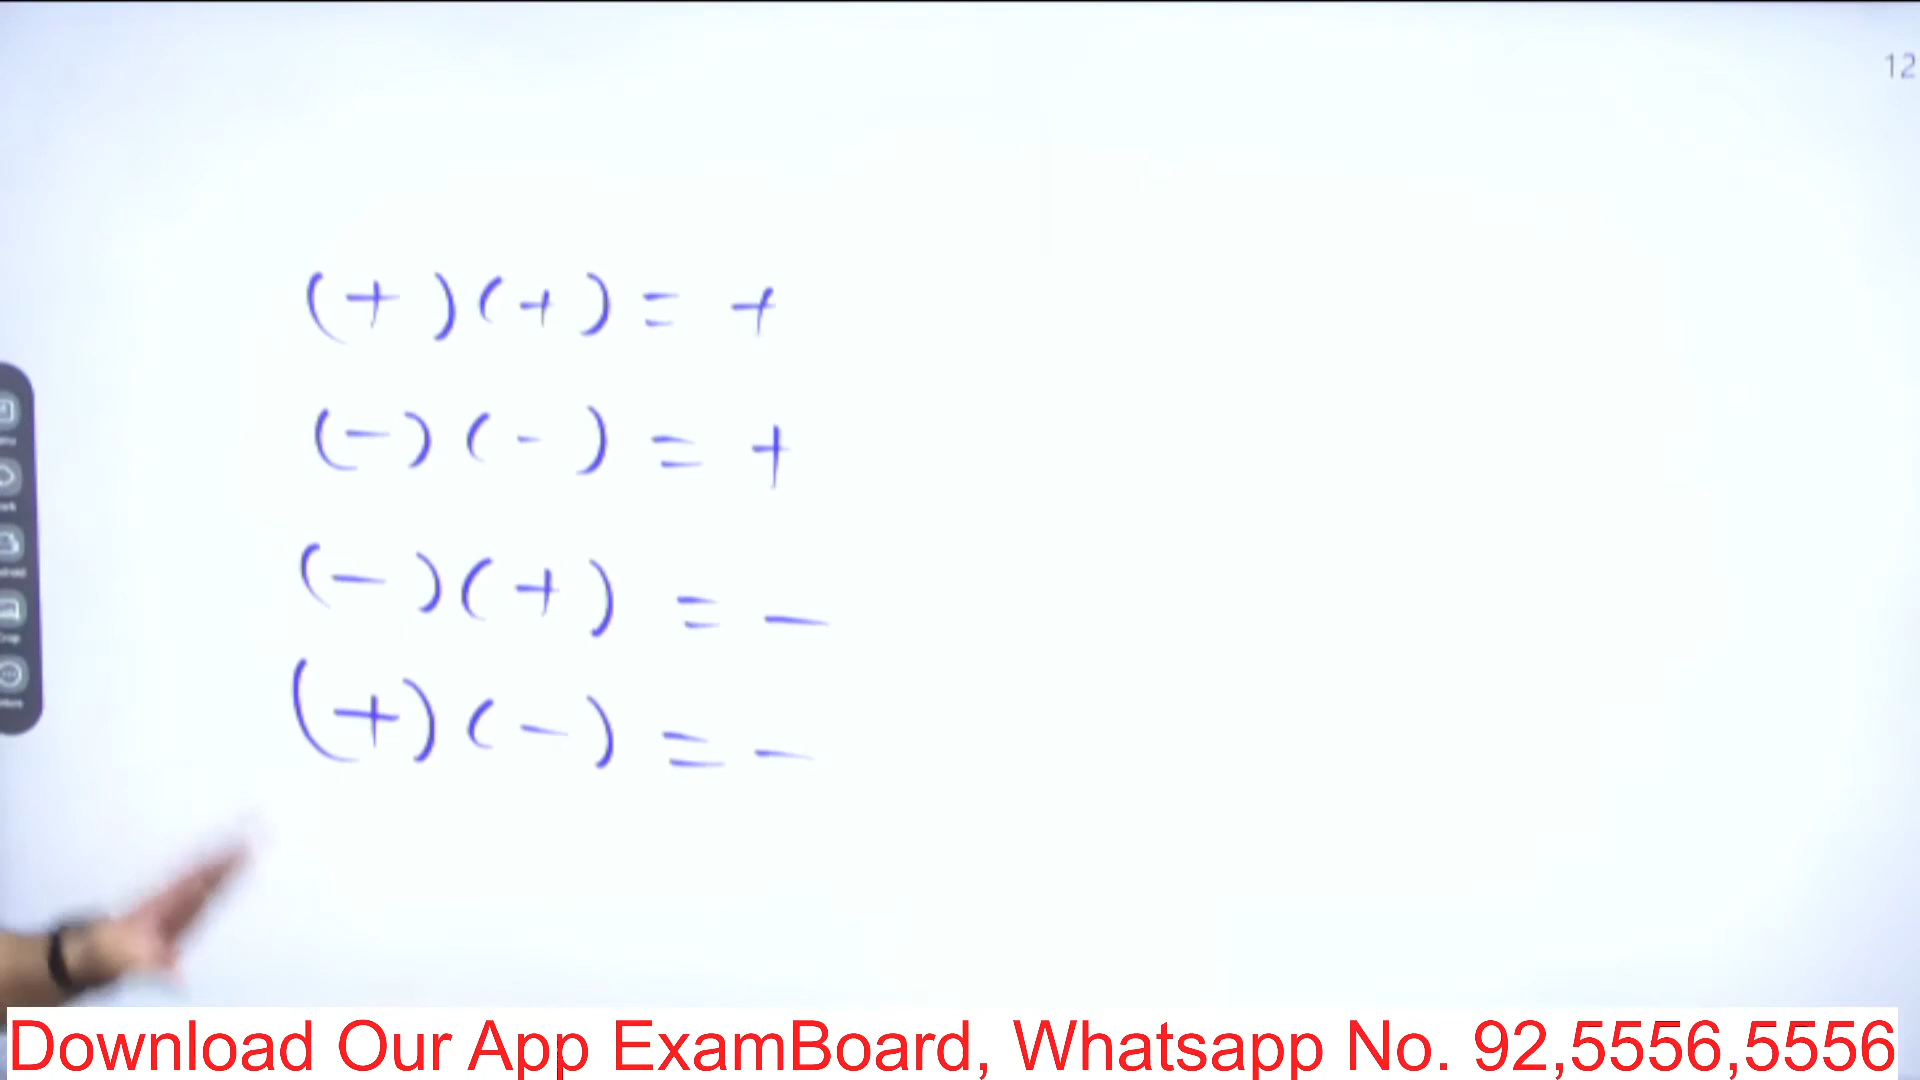 12
(+)(+) = +
(-)(-) = +
(-)(+) = -
(+)(-) = -
Download Our App ExamBoard, Whatsapp No. 92,5556,5556